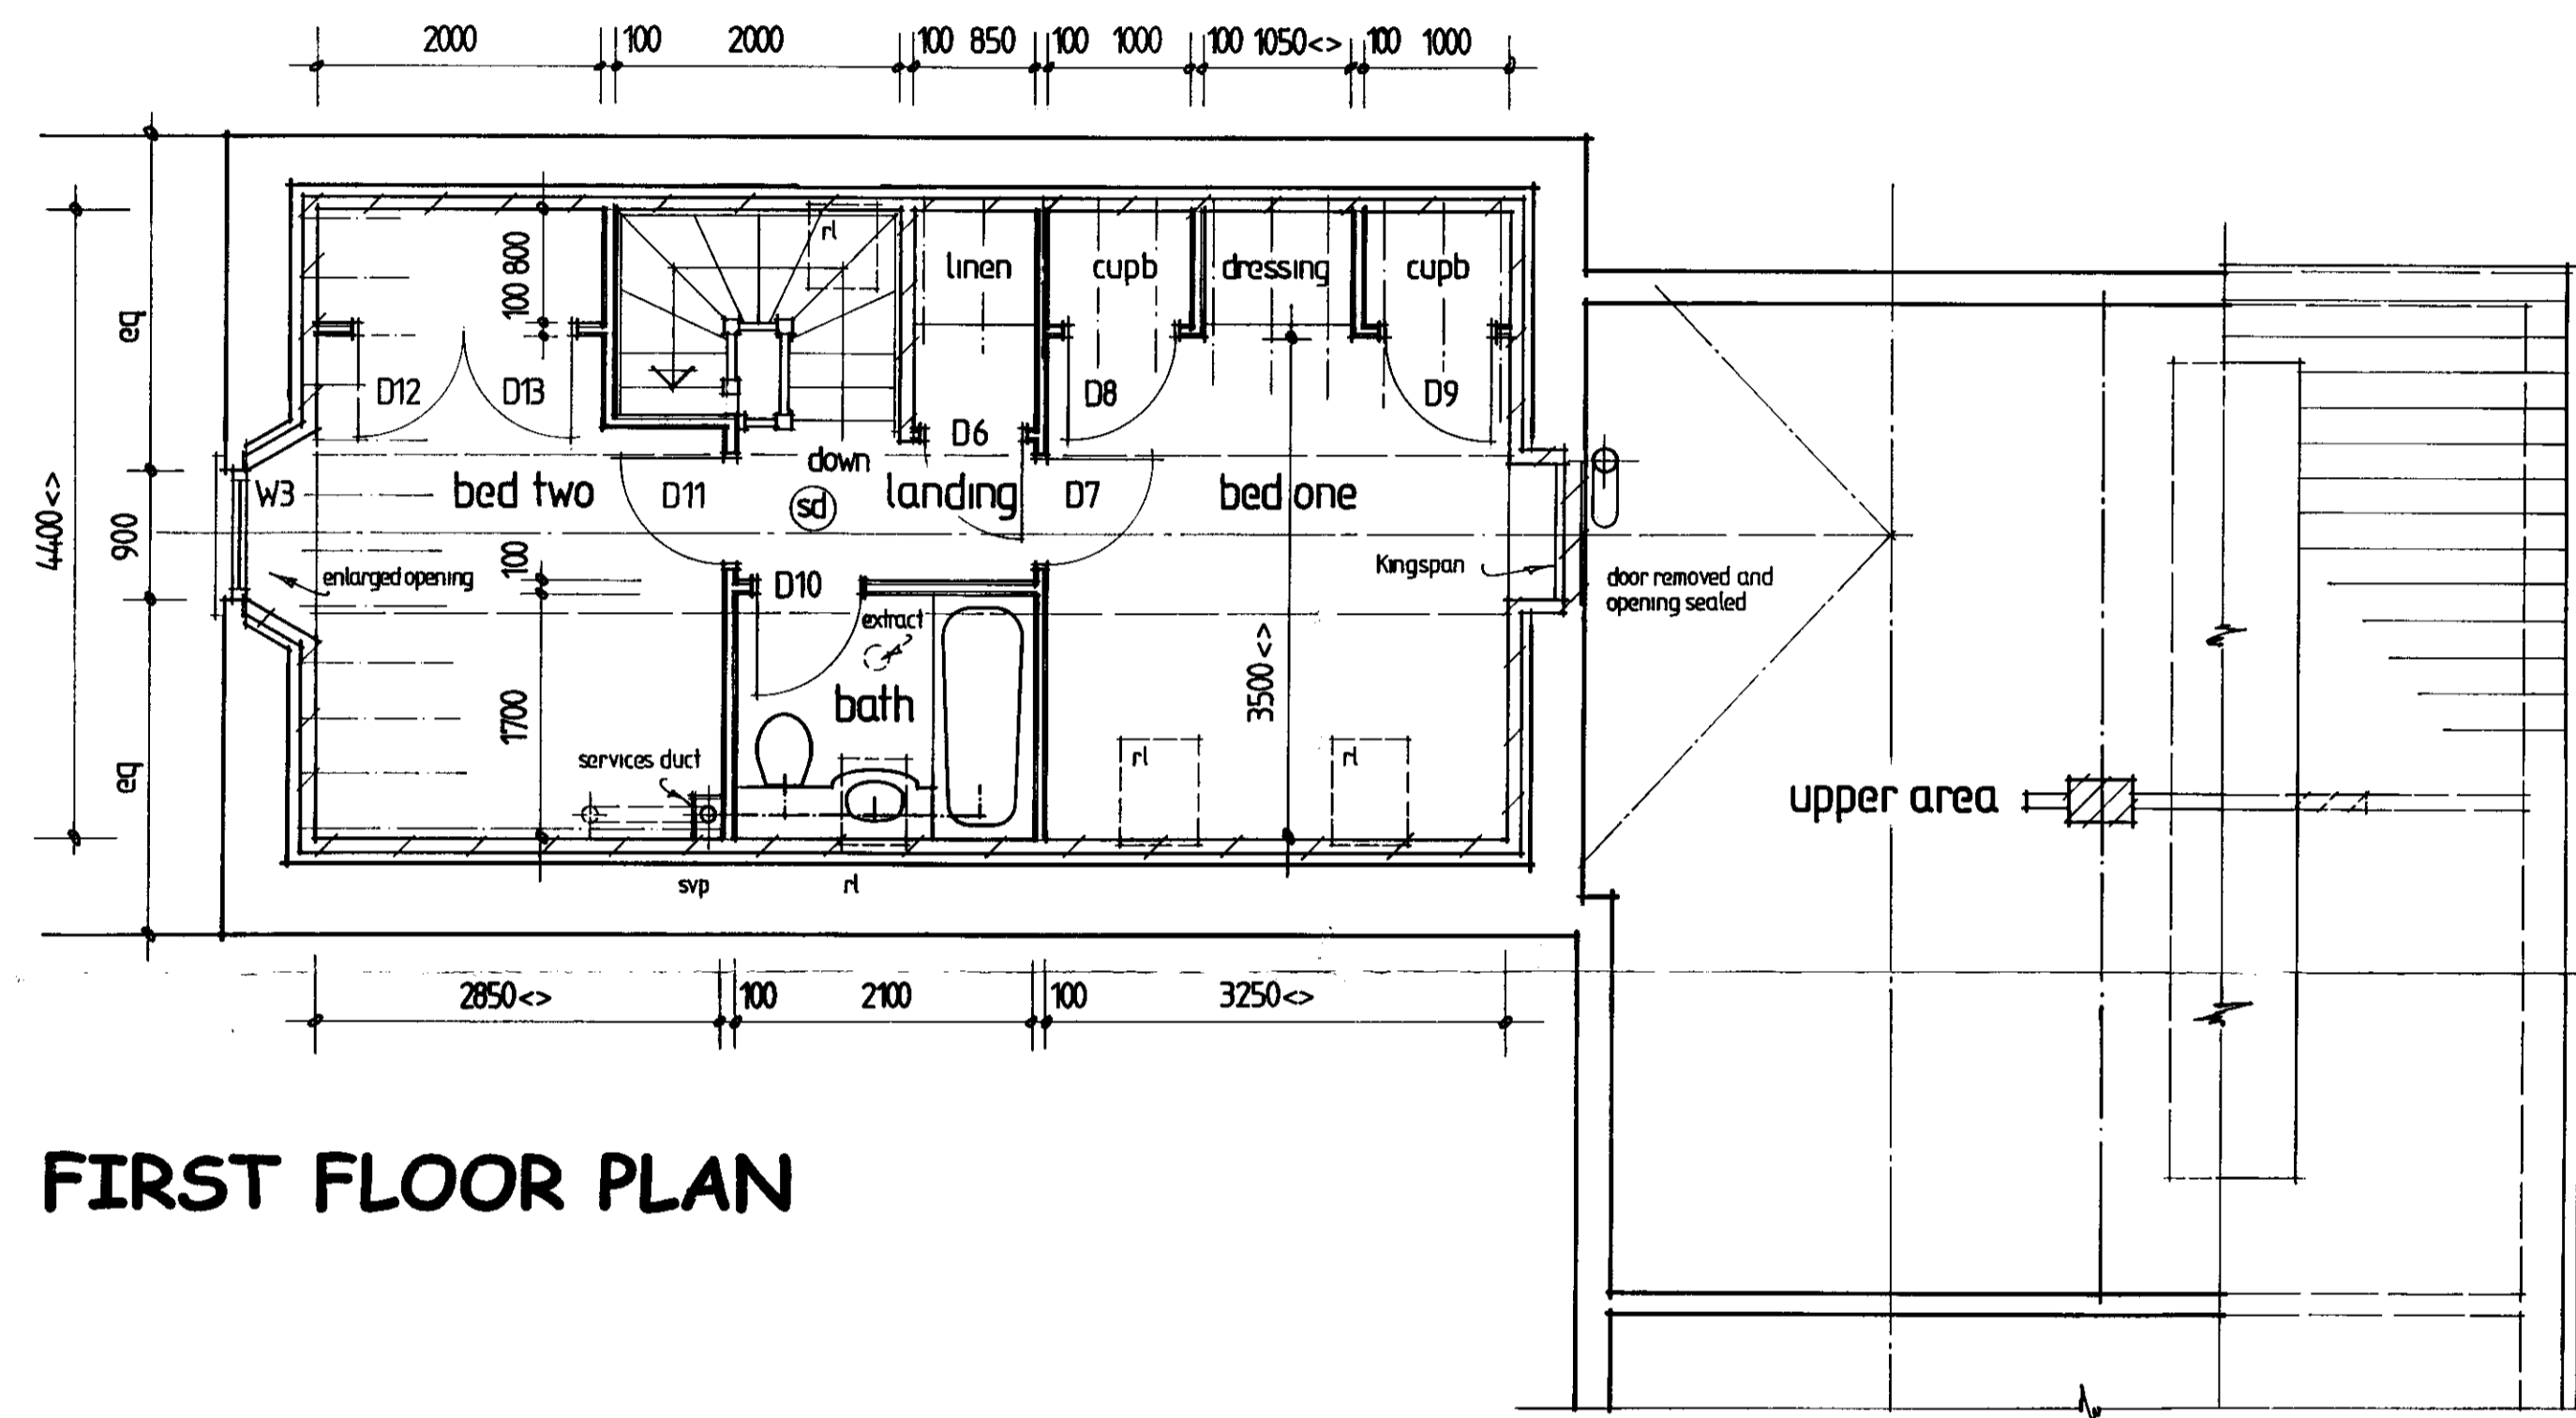 2000 100 2000 100 850 100 1000 100 1050<> 100 1000
rl
linen cupb dressing cupb
100 800
eq
D12 D13 D8 D9
D6
down
W3 bed two D11 sd landing D7 bed one
4400<>
900
100
enlarged opening
D10
Kingspan
door removed and
opening sealed
extract
3500<>
1700
bath
services duct
rl rl
eq
upper area
svp rl
2850<> 100 2100 100 3250<>
FIRST FLOOR PLAN